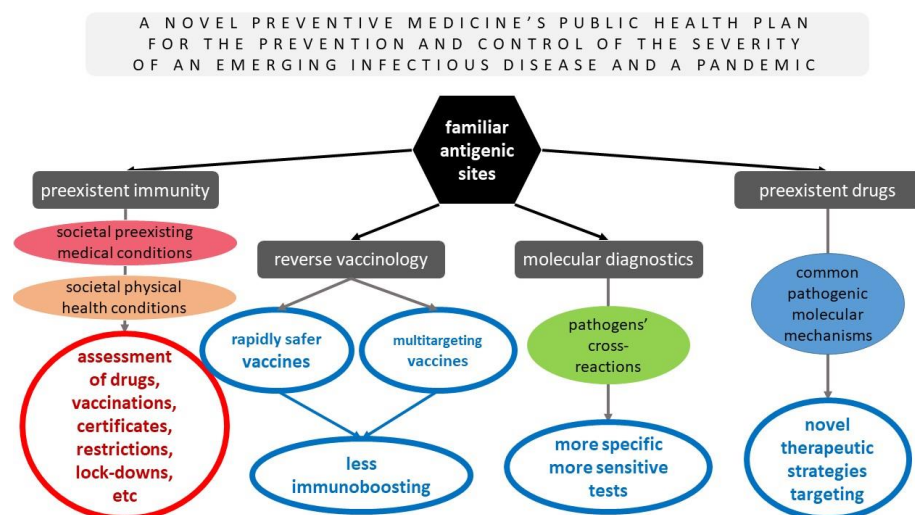 A NOVEL PREVENTIVE MEDICINE'S PUBLIC HEALTH PLAN
FOR THE PREVENTION AND CONTROL OF THE SEVERITY
OF AN EMERGING INFECTIOUS DISEASE AND A PANDEMIC
familiar
antigenic
sites
preexistent immunity
preexistent drugs
societal preexisting
medical conditions
reverse vaccinology
molecular diagnostics
societal physical
health conditions
common
pathogenic
molecular
mechanisms
rapidly safer
vaccines
multitargeting
vaccines
pathogens'
cross-
reactions
assessment
of drugs,
vaccinations,
certificates,
restrictions,
lock-downs,
etc
less
immunoboosting
more specific
more sensitive
tests
novel
therapeutic
strategies
targeting